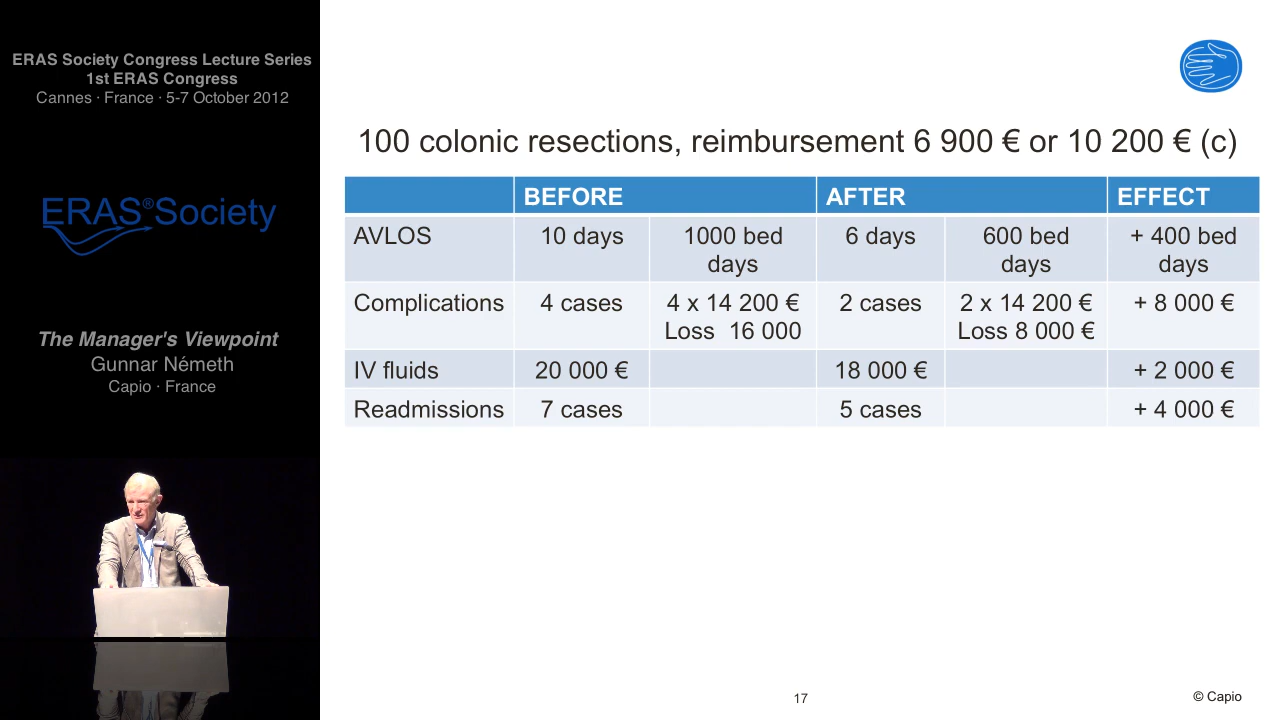 ERAS Society Congress Lecture Series
1st ERAS Congress
Cannes · France · 5-7 October 2012
ERAS®Society
The Manager's Viewpoint
Gunnar Németh
Capio · France
100 colonic resections, reimbursement 6 900 € or 10 200 € (c)
BEFORE AFTER EFFECT
AVLOS 10 days 1000 bed days 6 days 600 bed days + 400 bed days
Complications 4 cases 4 x 14 200 € Loss 16 000 2 cases 2 x 14 200 € Loss 8 000 € + 8 000 €
IV fluids 20 000 € 18 000 € + 2 000 €
Readmissions 7 cases 5 cases + 4 000 €
17
© Capio